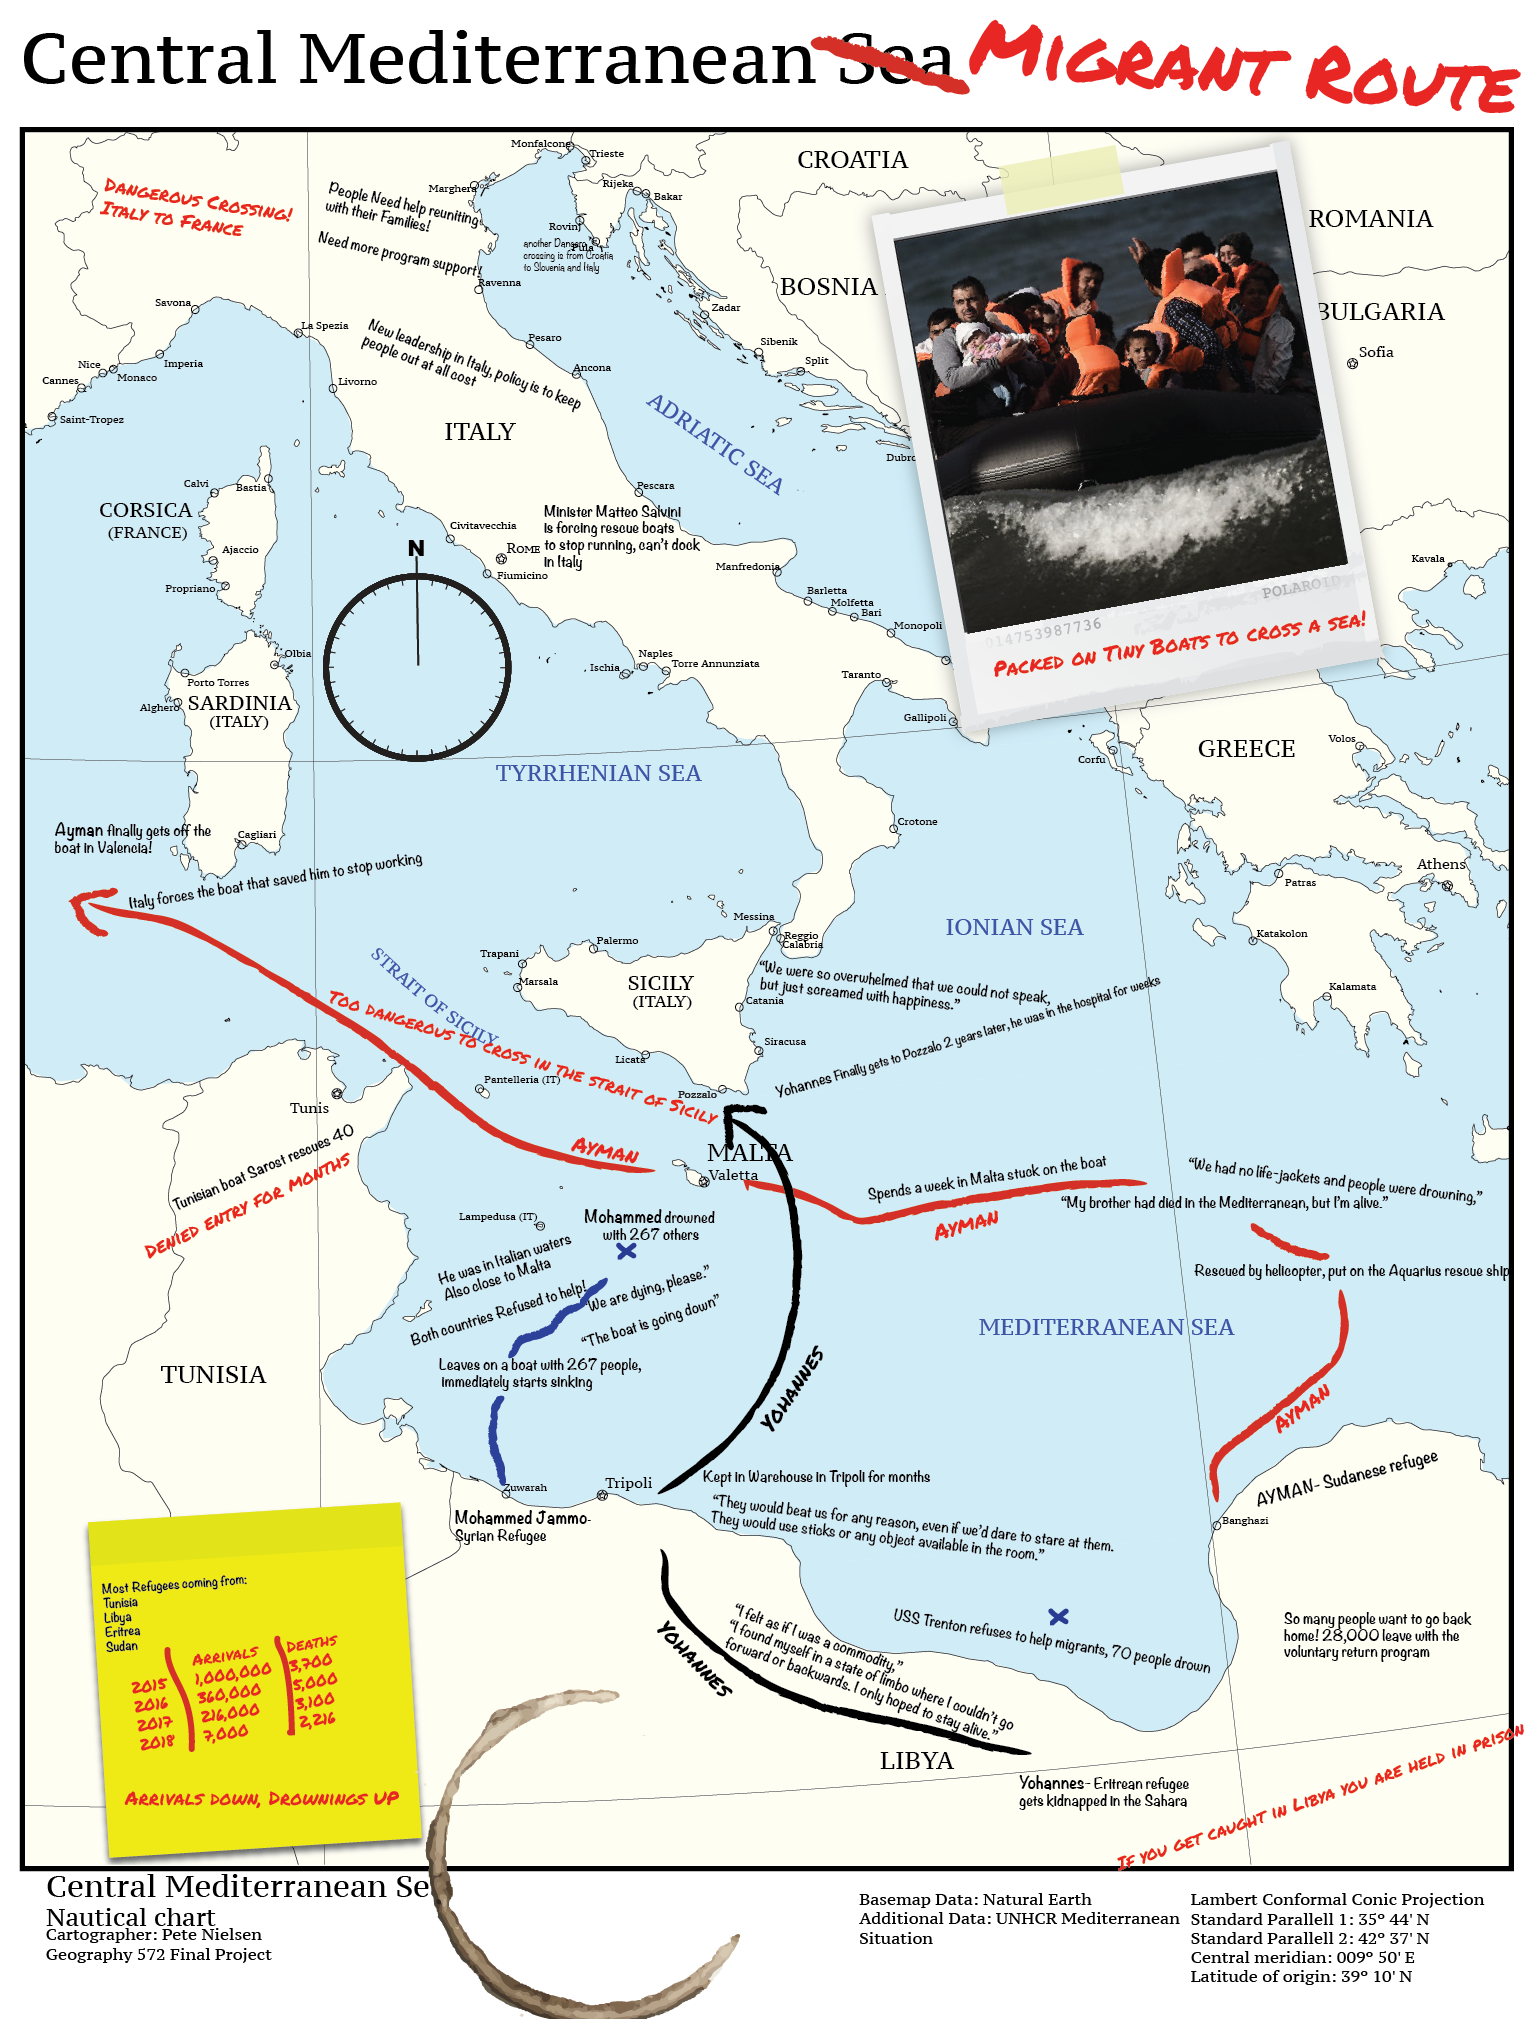 Central Mediterranean Sea MIGRANT ROUTE
Monfalcone
Trieste
CROATIA
Marghera
Rijeka
Bakar
DANGEROUS CROSSING!
ITALY TO FRANCE
People Need help reuniting
with their Families!
Need more program support!
Rovinj
Pula
another Dangero
crossing is from Croatia
to Slovenia and Italy
ROMANIA
BOSNIA
BULGARIA
Sofia
Ravenna
Zadar
Savona
La Spezia
New leadership in Italy, policy is to keep
people out at all cost
Pesaro
Sibenik
Split
Nice
Imperia
Cannes
Monaco
Livorno
Ancona
Saint-Tropez
ITALY
ADRIATIC SEA
Dubro
Calvi
Bastia
Pescara
CORSICA
(FRANCE)
Civitavecchia
Minister Matteo Salvini
is forcing rescue boats
to stop running, can't dock
in Italy
Ajaccio
N
ROME
Fiumicino
Propriano
Manfredonia
Barletta
Molfetta
Bari
Monopoli
Kavala
POLAROID
014753987736
PACKED ON TINY BOATS TO CROSS A SEA!
Olbia
Naples
Ischia
Torre Annunziata
Taranto
Porto Torres
Alghero
SARDINIA
(ITALY)
Gallipoli
Corfu
GREECE
Volos
TYRRHENIAN SEA
Ayman finally gets off the
boat in Valencia!
Cagliari
Crotone
Italy forces the boat that saved him to stop working
Athens
Patras
Messina
Reggio
Calabria
IONIAN SEA
Katakolon
Palermo
Trapani
STRAIT OF SICILY
Marsala
SICILY
(ITALY)
"We were so overwhelmed that we could not speak,
but just screamed with happiness."
Catania
Kalamata
TOO DANGEROUS TO CROSS IN THE STRAIT OF SICILY
Siracusa
Licata
Yohannes Finally gets to Pozzalo 2 years later, he was in the hospital for weeks
Pantelleria (IT)
Pozzalo
Tunis
Tunisian boat Sarost rescues 40
DENIED ENTRY FOR MONTHS
AYMAN
MALTA
Valetta
Spends a week in Malta stuck on the boat
AYMAN
"We had no life-jackets and people were drowning,"
"My brother had died in the Mediterranean, but I'm alive."
Lampedusa (IT)
Mohammed drowned
with 267 others
He was in Italian waters
Also close to Malta
Both countries Refused to help!
"We are dying, please."
"The boat is going down"
Rescued by helicopter, put on the Aquarius rescue ship
MEDITERRANEAN SEA
Leaves on a boat with 267 people,
immediately starts sinking
TUNISIA
YOHANNES
AYMAN
Zuwarah
Tripoli
Kept in Warehouse in Tripoli for months
AYMAN- Sudanese refugee
Mohammed Jammo-
Syrian Refugee
"They would beat us for any reason, even if we'd dare to stare at them.
They would use sticks or any object available in the room."
Banghazi
Most Refugees coming from:
Tunisia
Libya
Eritrea
Sudan
ARRIVALS DEATHS
2015 1,000,000 3,700
2016 360,000 5,000
2017 216,000 3,100
2018 7,000 2,216
ARRIVALS DOWN, DROWNINGS UP
YOHANNES
"I felt as if I was a commodity,"
"I found myself in a state of limbo where I couldn't go
forward or backwards. I only hoped to stay alive."
USS Trenton refuses to help migrants, 70 people drown
So many people want to go back
home! 28,000 leave with the
voluntary return program
LIBYA
Yohannes- Eritrean refugee
gets kidnapped in the Sahara
IF YOU GET CAUGHT IN LIBYA YOU ARE HELD IN PRISON
Central Mediterranean Se
Nautical chart
Cartographer: Pete Nielsen
Geography 572 Final Project
Basemap Data: Natural Earth
Additional Data: UNHCR Mediterranean
Situation
Lambert Conformal Conic Projection
Standard Parallell 1: 35º 44' N
Standard Parallell 2: 42º 37' N
Central meridian: 009º 50' E
Latitude of origin: 39º 10' N